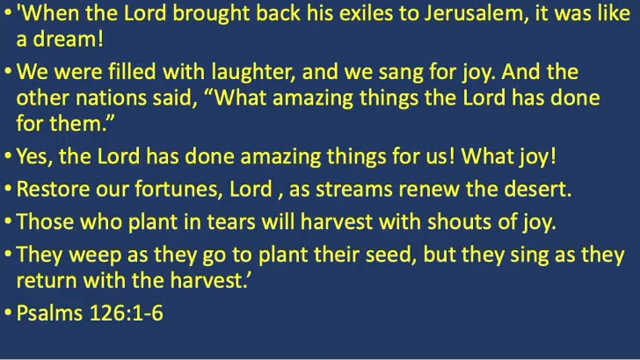 • 'When the Lord brought back his exiles to Jerusalem, it was like
a dream!
• We were filled with laughter, and we sang for joy. And the
other nations said, “What amazing things the Lord has done
for them.”
• Yes, the Lord has done amazing things for us! What joy!
• Restore our fortunes, Lord , as streams renew the desert.
• Those who plant in tears will harvest with shouts of joy.
• They weep as they go to plant their seed, but they sing as they
return with the harvest.’
• Psalms 126:1-6